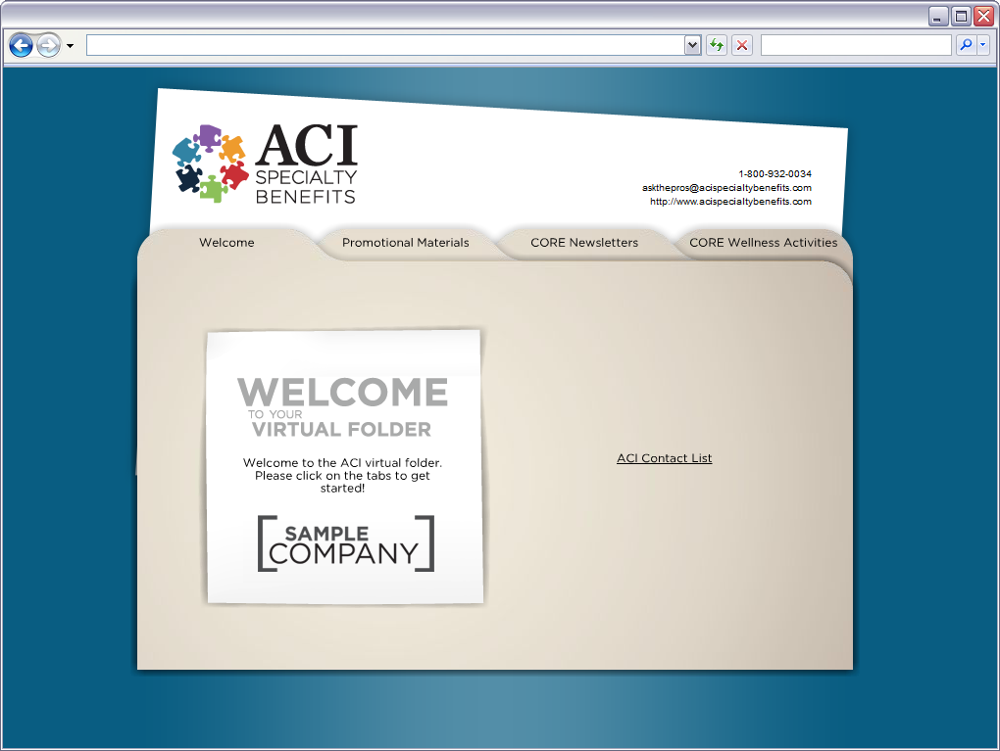 ACI
SPECIALTY
BENEFITS
1-800-932-0034
askthepros@acispecialtybenefits.com
http://www.acispecialtybenefits.com
Welcome Promotional Materials CORE Newsletters CORE Wellness Activities
WELCOME
TO YOUR
VIRTUAL FOLDER
Welcome to the ACI virtual folder.
Please click on the tabs to get
started!
[SAMPLE
COMPANY]
ACI Contact List